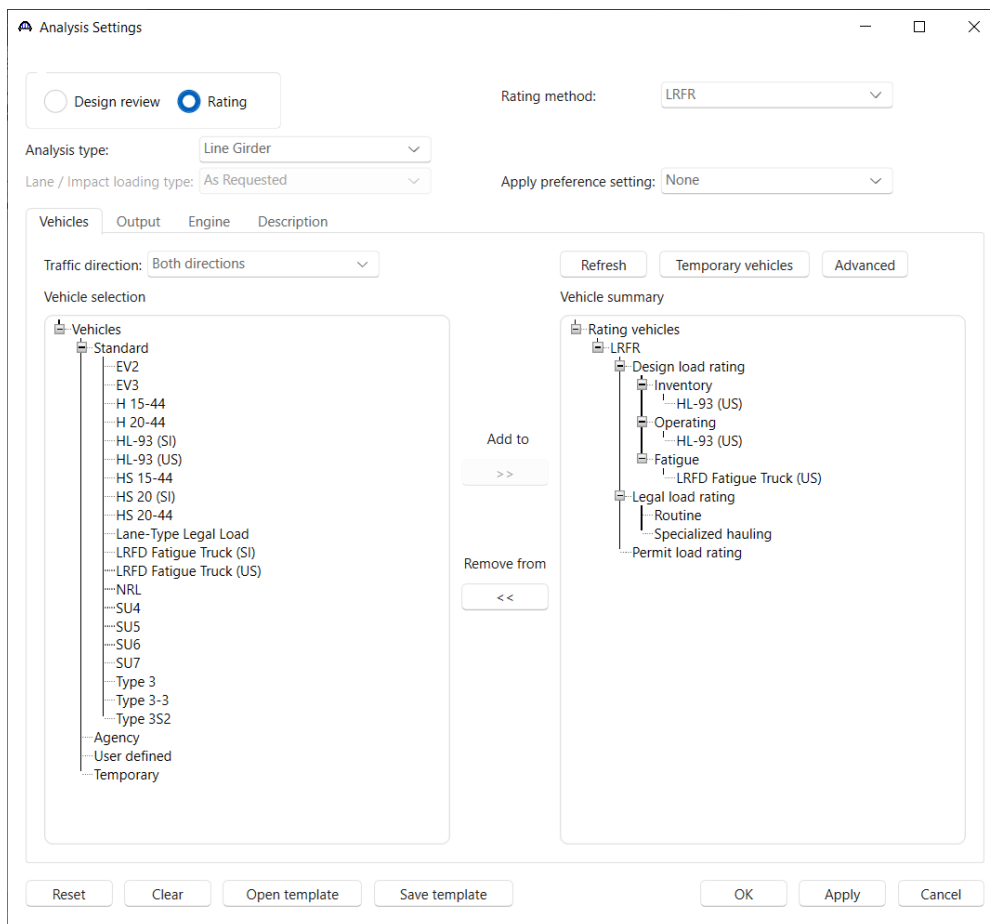 Analysis Settings
Design review
Rating
Rating method:
LRFR
Analysis type:
Line Girder
Lane / Impact loading type:
As Requested
Apply preference setting:
None
Vehicles
Output
Engine
Description
Traffic direction:
Both directions
Refresh
Temporary vehicles
Advanced
Vehicle selection
Vehicles
Standard
EV2
EV3
H 15-44
H 20-44
HL-93 (SI)
HL-93 (US)
HS 15-44
HS 20 (SI)
HS 20-44
Lane-Type Legal Load
LRFD Fatigue Truck (SI)
LRFD Fatigue Truck (US)
NRL
SU4
SU5
SU6
SU7
Type 3
Type 3-3
Type 3S2
Agency
User defined
Temporary
Add to
>>
Remove from
<<
Vehicle summary
Rating vehicles
LRFR
Design load rating
Inventory
HL-93 (US)
Operating
HL-93 (US)
Fatigue
LRFD Fatigue Truck (US)
Legal load rating
Routine
Specialized hauling
Permit load rating
Reset
Clear
Open template
Save template
OK
Apply
Cancel